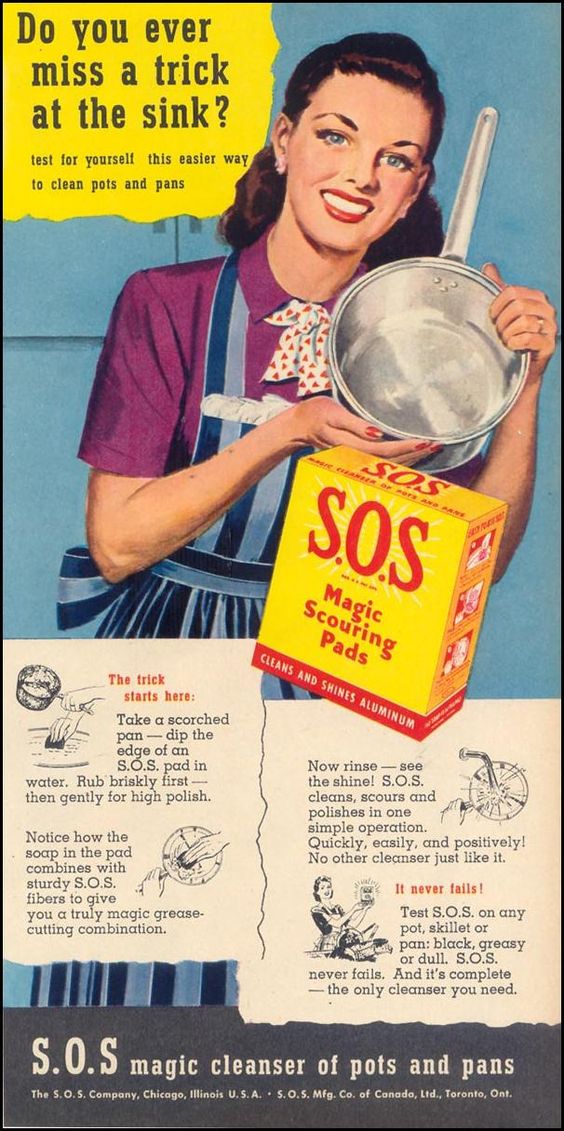 Do you ever
miss a trick
at the sink?
test for yourself this easier way
to clean pots and pans
S.O.S
MAGIC CLEANSER OF POTS AND PANS
S.O.S
Magic
Scouring
Pads
CLEANS AND SHINES ALUMINUM
The trick
starts here:
Take a scorched
pan — dip the
edge of an
S.O.S. pad in
water. Rub briskly first —
then gently for high polish.
Notice how the
soap in the pad
combines with
sturdy S.O.S.
fibers to give
you a truly magic grease-
cutting combination.
Now rinse — see
the shine! S.O.S.
cleans, scours and
polishes in one
simple operation.
Quickly, easily, and positively!
No other cleanser just like it.
It never fails!
Test S.O.S. on any
pot, skillet or
pan: black, greasy
or dull. S.O.S.
never fails. And it's complete
— the only cleanser you need.
S.O.S magic cleanser of pots and pans
The S.O.S. Company, Chicago, Illinois U.S.A. • S.O.S. Mfg. Co. of Canada, Ltd., Toronto, Ont.